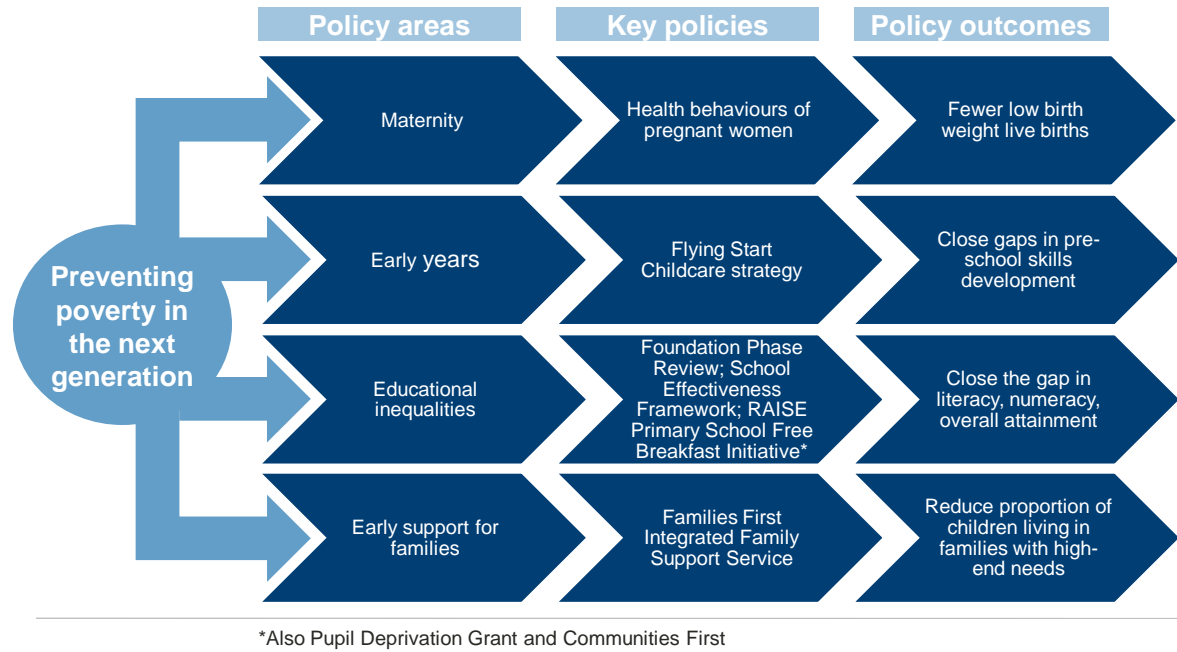 Policy areas
Key policies
Policy outcomes
Preventing
poverty in
the next
generation
Maternity
Health behaviours of
pregnant women
Fewer low birth
weight live births
Early years
Flying Start
Childcare strategy
Close gaps in pre-
school skills
development
Educational
inequalities
Foundation Phase
Review; School
Effectiveness
Framework; RAISE
Primary School Free
Breakfast Initiative*
Close the gap in
literacy, numeracy,
overall attainment
Early support for
families
Families First
Integrated Family
Support Service
Reduce proportion of
children living in
families with high-
end needs
*Also Pupil Deprivation Grant and Communities First